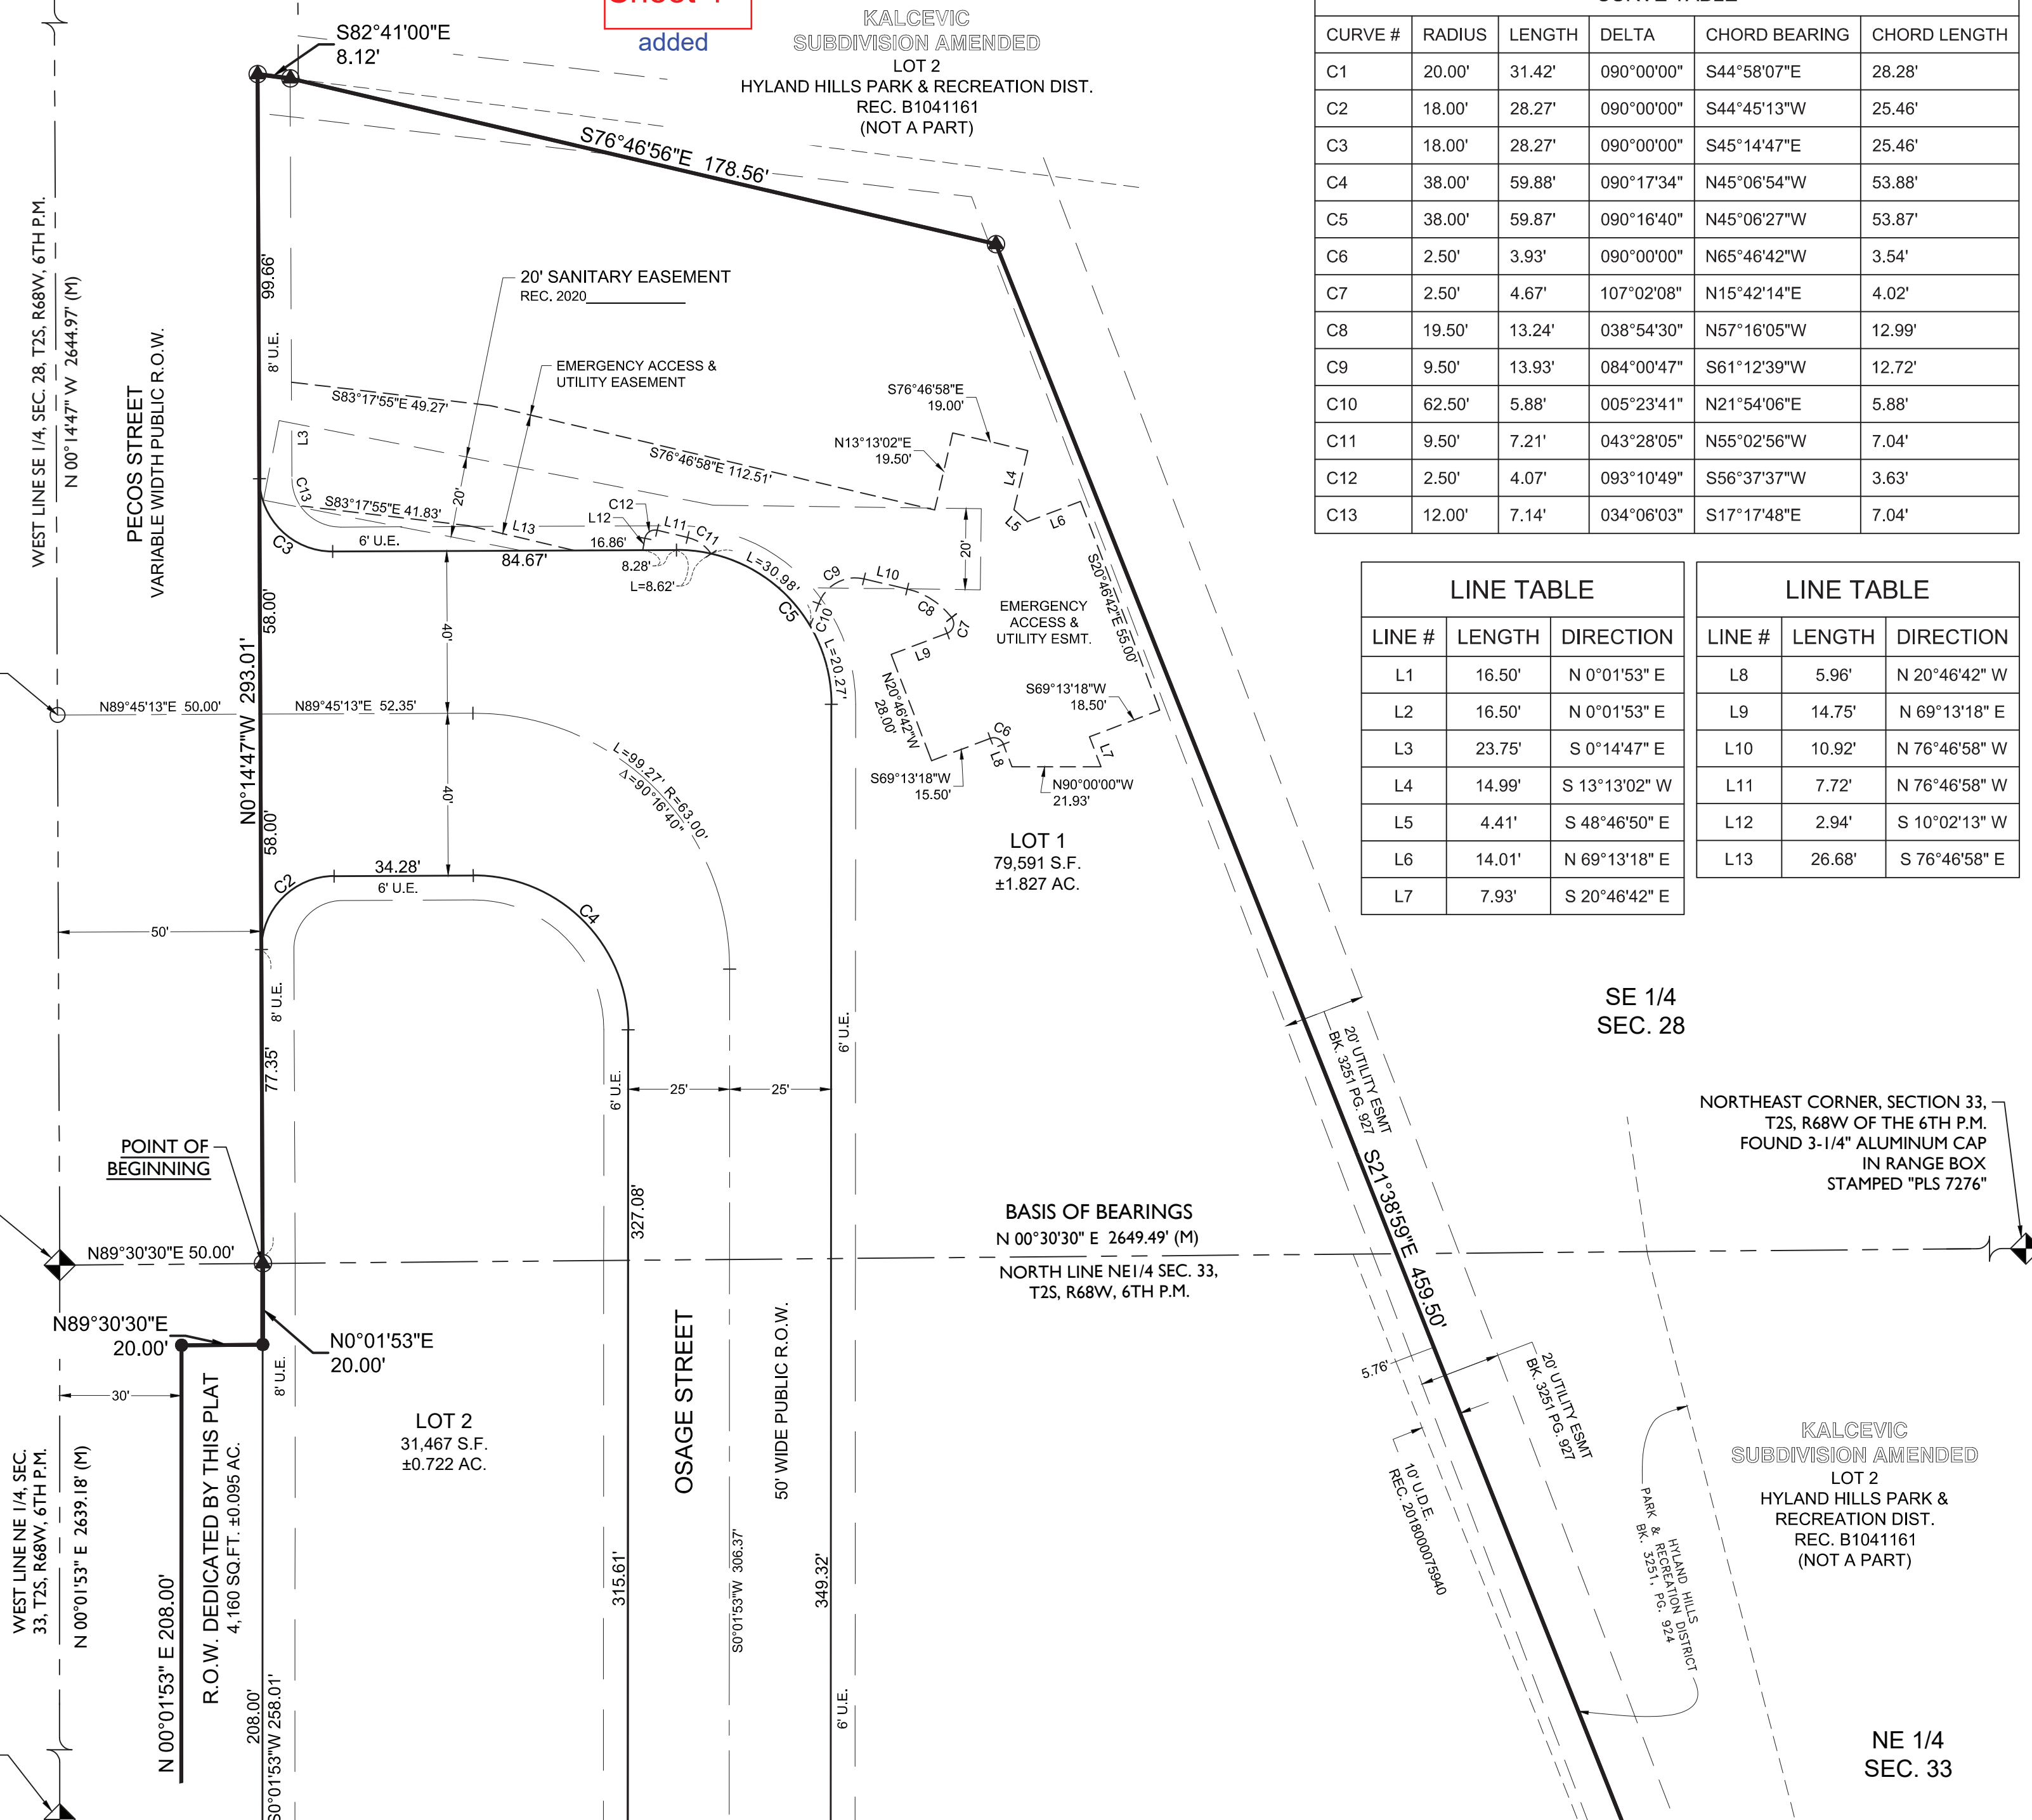 Sheet 1
added
KALCEVIC
SUBDIVISION AMENDED
LOT 2
HYLAND HILLS PARK & RECREATION DIST.
REC. B1041161
(NOT A PART)
S82°41'00"E
8.12'
S76°46'56"E 178.56'
WEST LINE SE 1/4, SEC. 28, T2S, R68W, 6TH P.M.
N 00°14'47" W 2644.97' (M)
PECOS STREET
VARIABLE WIDTH PUBLIC R.O.W.
99.66'
8' U.E.
20' SANITARY EASEMENT
REC. 2020
EMERGENCY ACCESS &
UTILITY EASEMENT
S83°17'55"E 49.27'
S76°46'58"E 112.51'
S76°46'58"E
19.00'
N13°13'02"E
19.50'
L3
C13
S83°17'55"E 41.83'
20'
L13
C12
L12
L11
C11
L4
L5
L6
C3
6' U.E.
84.67'
16.86'
8.28'
L=8.62'
L=30.98'
C5
C9
L10
C10
C8
C7
L=20.27'
20'
L9
EMERGENCY
ACCESS &
UTILITY ESMT.
S20°46'42"E 55.00'
N20°46'42"W
28.00'
S69°13'18"W
18.50'
C6
L8
L7
S69°13'18"W
15.50'
N90°00'00"W
21.93'
58.00'
N0°14'47"W 293.01'
58.00'
40'
40'
N89°45'13"E 50.00'
N89°45'13"E 52.35'
L=99.27' R=63.00'
Δ=90°16'40"
LOT 1
79,591 S.F.
±1.827 AC.
C2
34.28'
6' U.E.
C4
50'
8' U.E.
77.35'
6' U.E.
25'
25'
6' U.E.
POINT OF
BEGINNING
327.08'
N89°30'30"E 50.00'
BASIS OF BEARINGS
N 00°30'30" E 2649.49' (M)
NORTH LINE NE1/4 SEC. 33,
T2S, R68W, 6TH P.M.
N89°30'30"E
20.00'
N0°01'53"E
20.00'
30'
8' U.E.
R.O.W. DEDICATED BY THIS PLAT
4,160 SQ.FT. ±0.095 AC.
LOT 2
31,467 S.F.
±0.722 AC.
OSAGE STREET
50' WIDE PUBLIC R.O.W.
WEST LINE NE 1/4, SEC.
33, T2S, R68W, 6TH P.M.
N 00°01'53" E 2639.18' (M)
N 00°01'53" E 208.00'
208.00'
S0°01'53"W 258.01'
315.61'
S0°01'53"W 306.37'
349.32'
6' U.E.
20' UTILITY ESMT
BK. 3251 PG. 927
S21°38'59"E 459.50'
5.76'
20' UTILITY ESMT
BK. 3251 PG. 927
10' U.D.E.
REC. 2018000075940
HYLAND HILLS
PARK & RECREATION DISTRICT
BK. 3251, PG. 924
SE 1/4
SEC. 28
NORTHEAST CORNER, SECTION 33,
T2S, R68W OF THE 6TH P.M.
FOUND 3-1/4" ALUMINUM CAP
IN RANGE BOX
STAMPED "PLS 7276"
KALCEVIC
SUBDIVISION AMENDED
LOT 2
HYLAND HILLS PARK &
RECREATION DIST.
REC. B1041161
(NOT A PART)
NE 1/4
SEC. 33
CURVE TABLE
CURVE # RADIUS LENGTH DELTA CHORD BEARING CHORD LENGTH
C1 20.00' 31.42' 090°00'00" S44°58'07"E 28.28'
C2 18.00' 28.27' 090°00'00" S44°45'13"W 25.46'
C3 18.00' 28.27' 090°00'00" S45°14'47"E 25.46'
C4 38.00' 59.88' 090°17'34" N45°06'54"W 53.88'
C5 38.00' 59.87' 090°16'40" N45°06'27"W 53.87'
C6 2.50' 3.93' 090°00'00" N65°46'42"W 3.54'
C7 2.50' 4.67' 107°02'08" N15°42'14"E 4.02'
C8 19.50' 13.24' 038°54'30" N57°16'05"W 12.99'
C9 9.50' 13.93' 084°00'47" S61°12'39"W 12.72'
C10 62.50' 5.88' 005°23'41" N21°54'06"E 5.88'
C11 9.50' 7.21' 043°28'05" N55°02'56"W 7.04'
C12 2.50' 4.07' 093°10'49" S56°37'37"W 3.63'
C13 12.00' 7.14' 034°06'03" S17°17'48"E 7.04'
LINE TABLE
LINE # LENGTH DIRECTION
L1 16.50' N 0°01'53" E
L2 16.50' N 0°01'53" E
L3 23.75' S 0°14'47" E
L4 14.99' S 13°13'02" W
L5 4.41' S 48°46'50" E
L6 14.01' N 69°13'18" E
L7 7.93' S 20°46'42" E
LINE TABLE
LINE # LENGTH DIRECTION
L8 5.96' N 20°46'42" W
L9 14.75' N 69°13'18" E
L10 10.92' N 76°46'58" W
L11 7.72' N 76°46'58" W
L12 2.94' S 10°02'13" W
L13 26.68' S 76°46'58" E